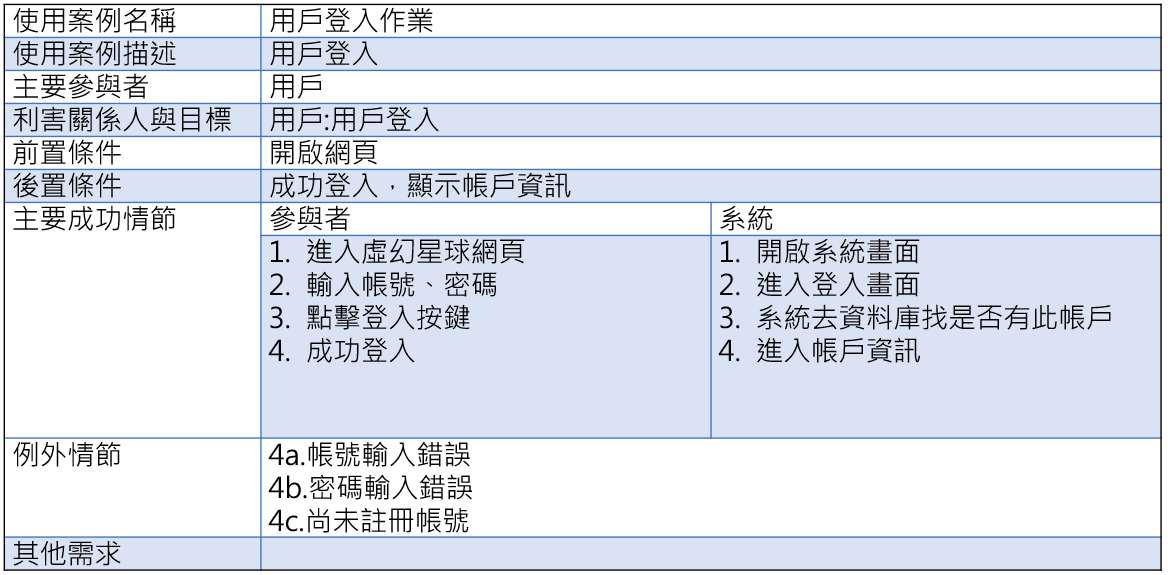 使用案例名稱 用戶登入作業
使用案例描述 用戶登入
主要參與者 用戶
利害關係人與目標 用戶:用戶登入
前置條件 開啟網頁
後置條件 成功登入，顯示帳戶資訊
主要成功情節 參與者 系統
1. 進入虛幻星球網頁 1. 開啟系統畫面
2. 輸入帳號、密碼 2. 進入登入畫面
3. 點擊登入按鍵 3. 系統去資料庫找是否有此帳戶
4. 成功登入 4. 進入帳戶資訊
例外情節 4a.帳號輸入錯誤
4b.密碼輸入錯誤
4c.尚未註冊帳號
其他需求